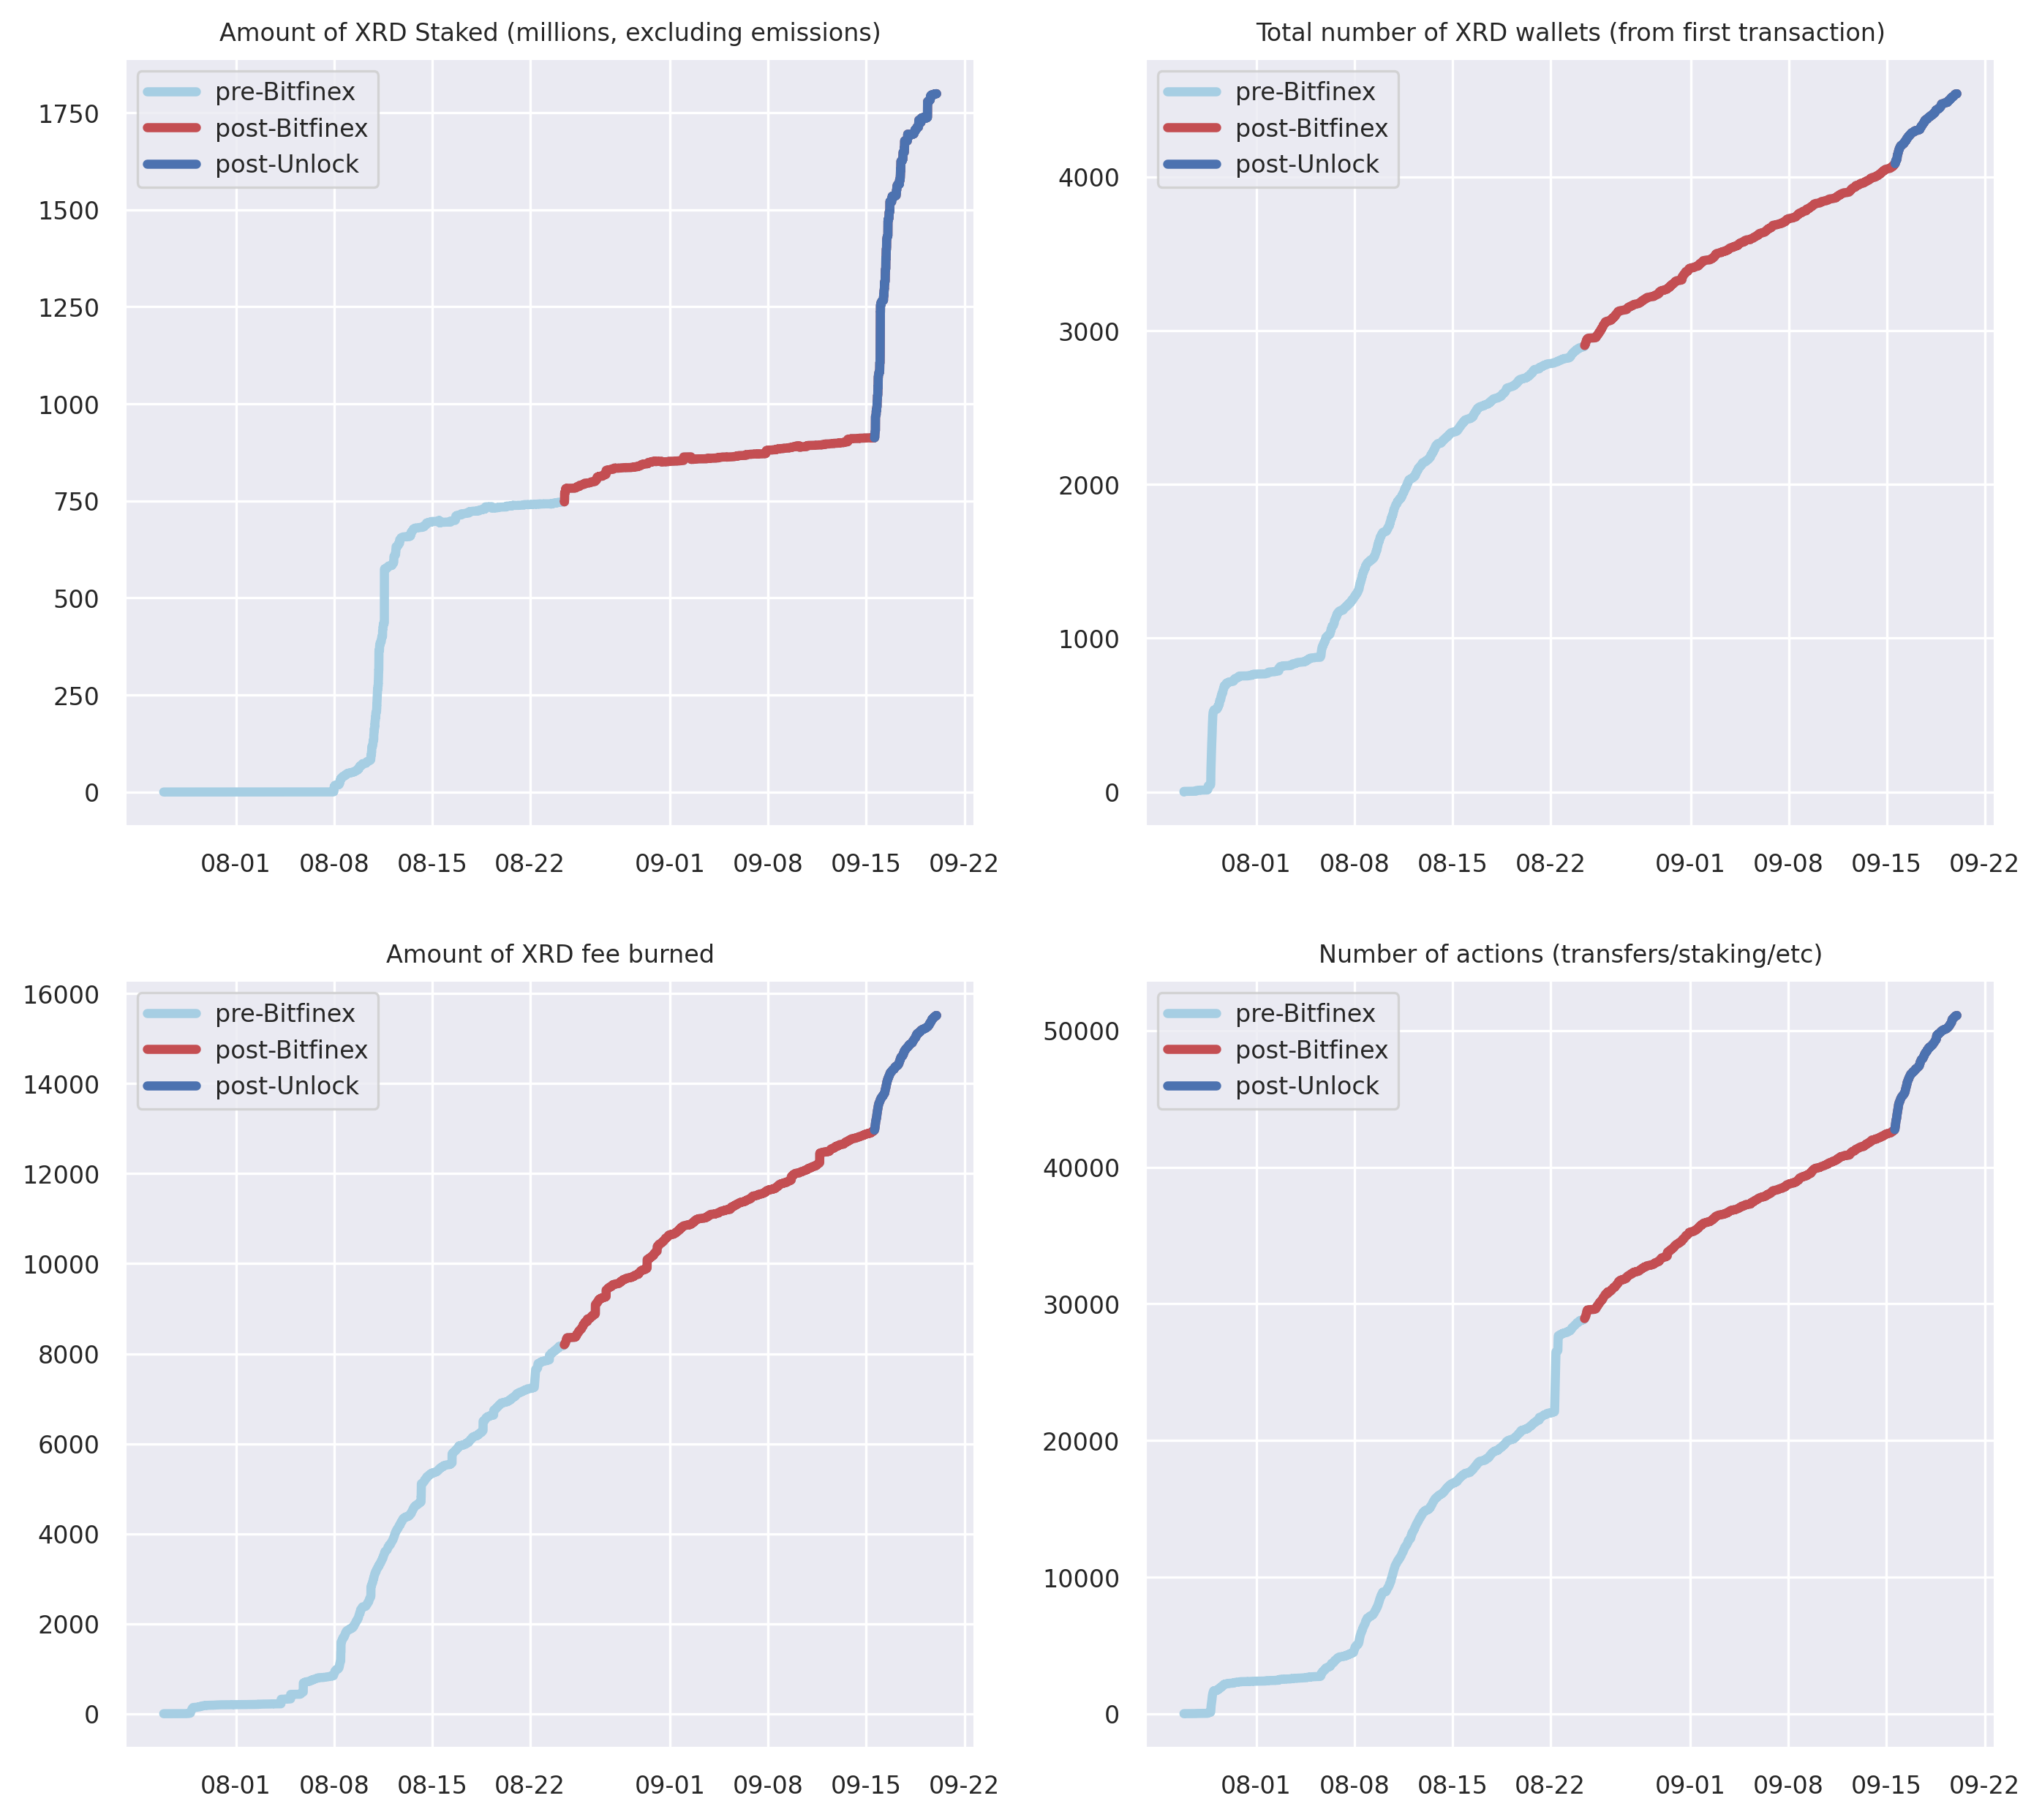 Amount of XRD Staked (millions, excluding emissions)
pre-Bitfinex
post-Bitfinex
post-Unlock
1750
1500
1250
1000
750
500
250
0
08-01 08-08 08-15 08-22 09-01 09-08 09-15 09-22
Total number of XRD wallets (from first transaction)
pre-Bitfinex
post-Bitfinex
post-Unlock
4000
3000
2000
1000
0
08-01 08-08 08-15 08-22 09-01 09-08 09-15 09-22
Amount of XRD fee burned
pre-Bitfinex
post-Bitfinex
post-Unlock
16000
14000
12000
10000
8000
6000
4000
2000
0
08-01 08-08 08-15 08-22 09-01 09-08 09-15 09-22
Number of actions (transfers/staking/etc)
pre-Bitfinex
post-Bitfinex
post-Unlock
50000
40000
30000
20000
10000
0
08-01 08-08 08-15 08-22 09-01 09-08 09-15 09-22